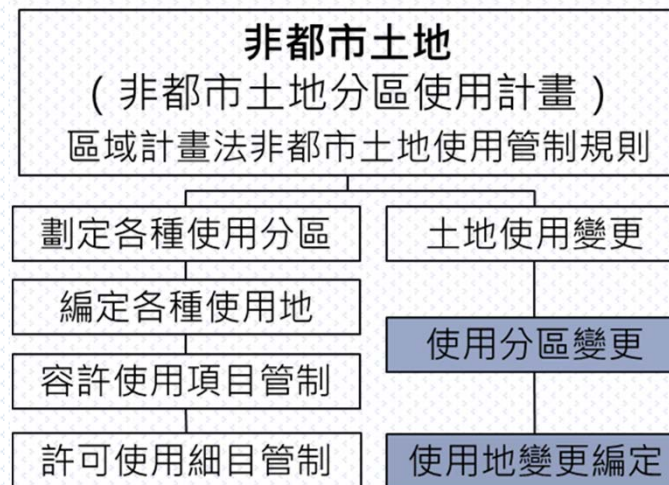 非都市土地
（非都市土地分區使用計畫）
區域計畫法非都市土地使用管制規則
劃定各種使用分區
編定各種使用地
容許使用項目管制
許可使用細目管制
土地使用變更
使用分區變更
使用地變更編定